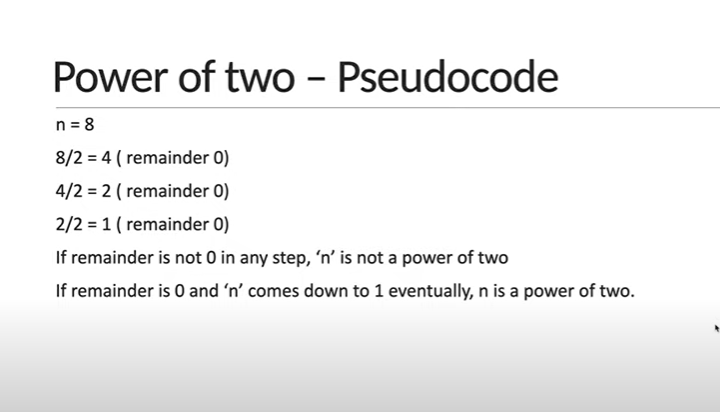 Power of two – Pseudocode
n = 8
8/2 = 4 ( remainder 0)
4/2 = 2 ( remainder 0)
2/2 = 1 ( remainder 0)
If remainder is not 0 in any step, ‘n’ is not a power of two
If remainder is 0 and ‘n’ comes down to 1 eventually, n is a power of two.